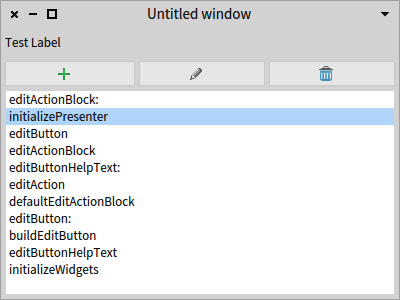 Untitled window
Test Label
editActionBlock:
initializePresenter
editButton
editActionBlock
editButtonHelpText:
editAction
defaultEditActionBlock
editButton:
buildEditButton
editButtonHelpText
initializeWidgets